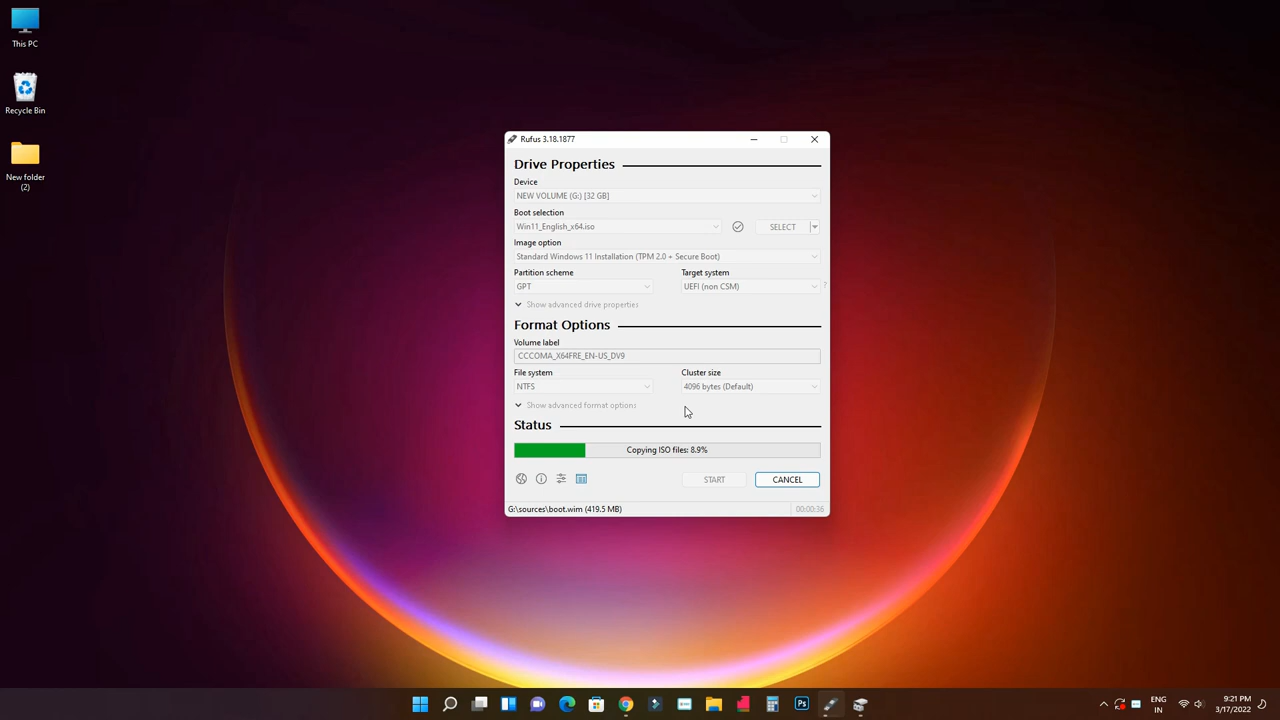 This PC
Recycle Bin
New folder
(2)
Rufus 3.18.1877
Drive Properties
Device
NEW VOLUME (G:) [32 GB]
Boot selection
Win11_English_x64.iso
SELECT
Image option
Standard Windows 11 Installation (TPM 2.0 + Secure Boot)
Partition scheme
Target system
GPT
UEFI (non CSM)
?
Show advanced drive properties
Format Options
Volume label
CCCOMA_X64FRE_EN-US_DV9
File system
Cluster size
NTFS
4096 bytes (Default)
Show advanced format options
Status
Copying ISO files: 8.9%
START
CANCEL
G:\sources\boot.wim (419.5 MB)
00:00:36
Ps
ENG
IN
9:21 PM
3/17/2022